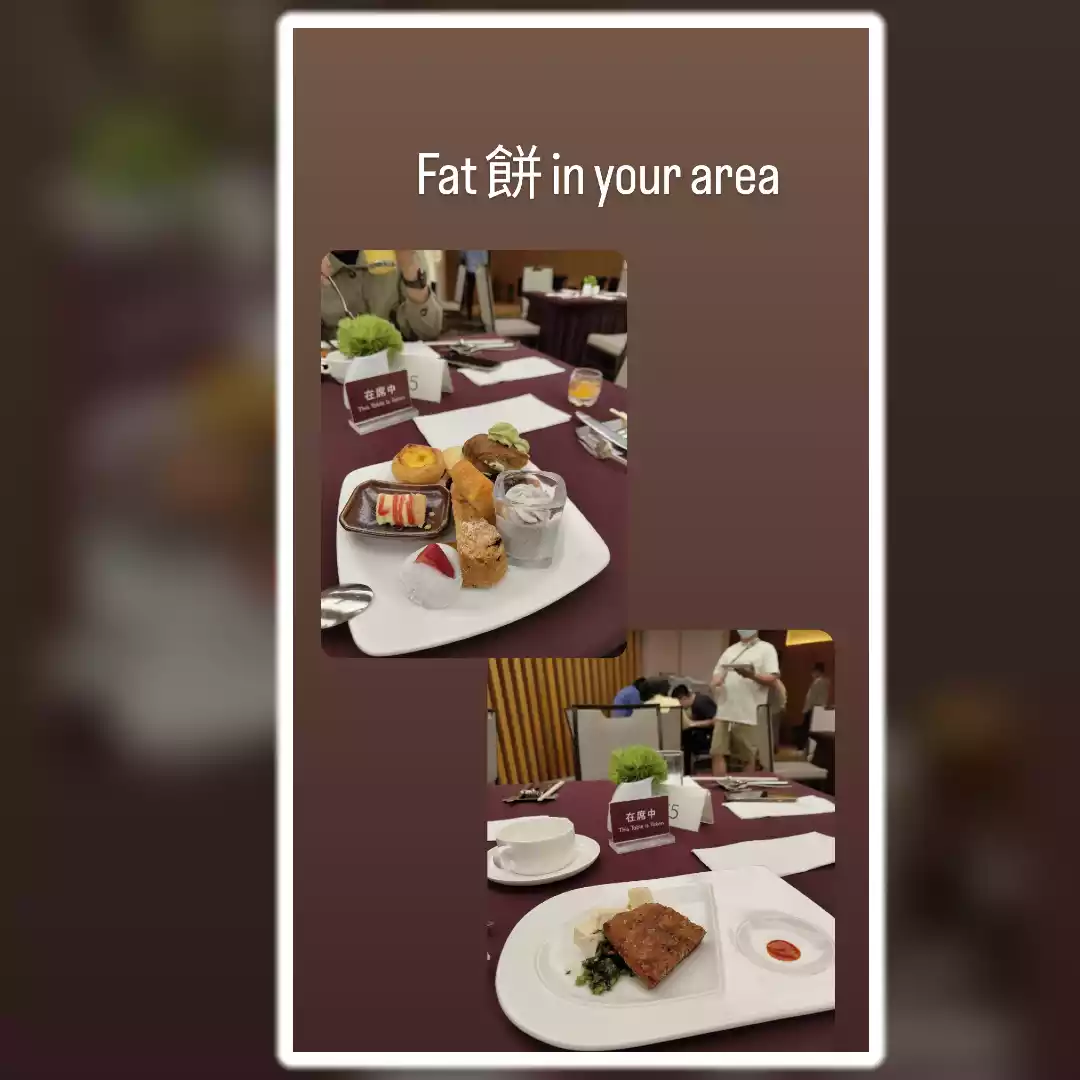 Fat 餅 in your area
在席中
This Table is Taken
5
在席中
This Table is Taken
5